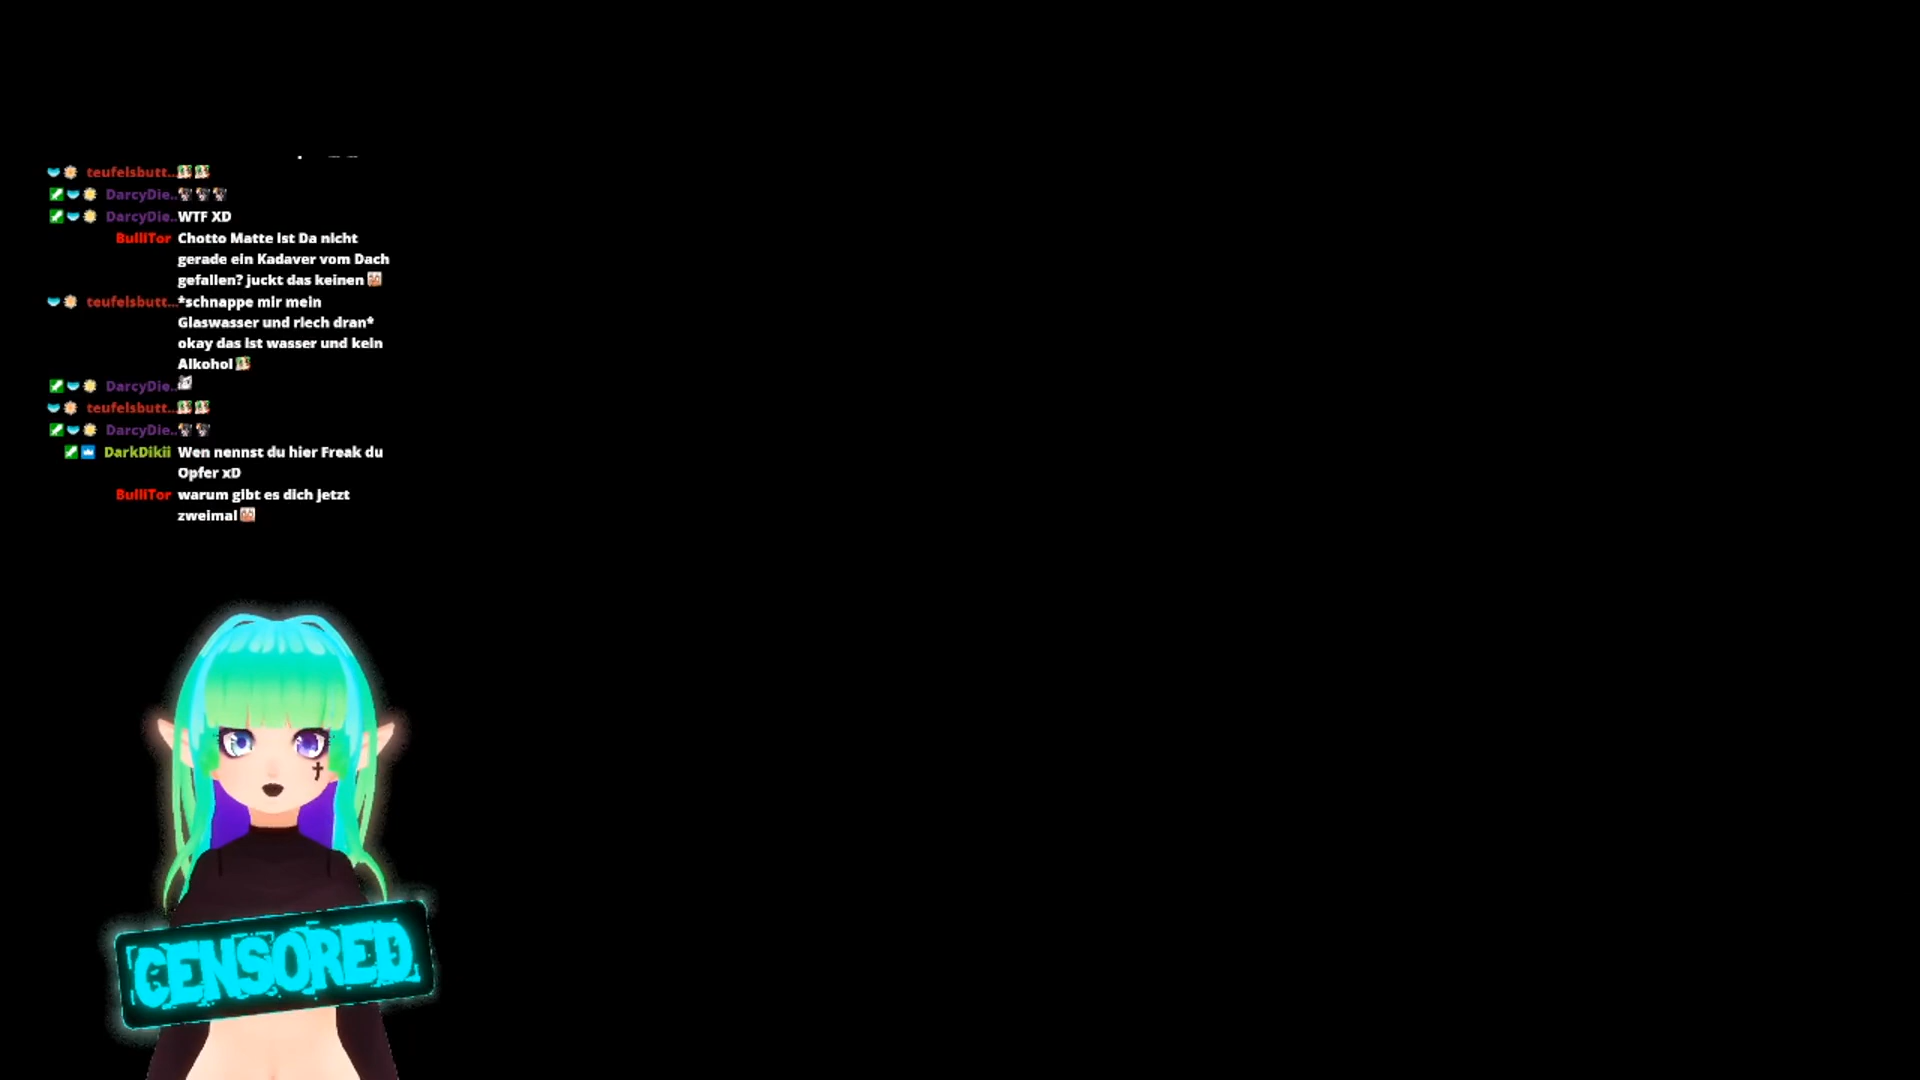 teufelsbutt..
DarcyDie..
DarcyDie.. WTF XD
BulliTor Chotto Matte ist Da nicht
gerade ein Kadaver vom Dach
gefallen? juckt das keinen
teufelsbutt.. *schnappe mir mein
Glaswasser und riech dran*
okay das ist wasser und kein
Alkohol
DarcyDie..
teufelsbutt..
DarcyDie..
DarkDikii Wen nennst du hier Freak du
Opfer xD
BulliTor warum gibt es dich jetzt
zweimal
CENSORED